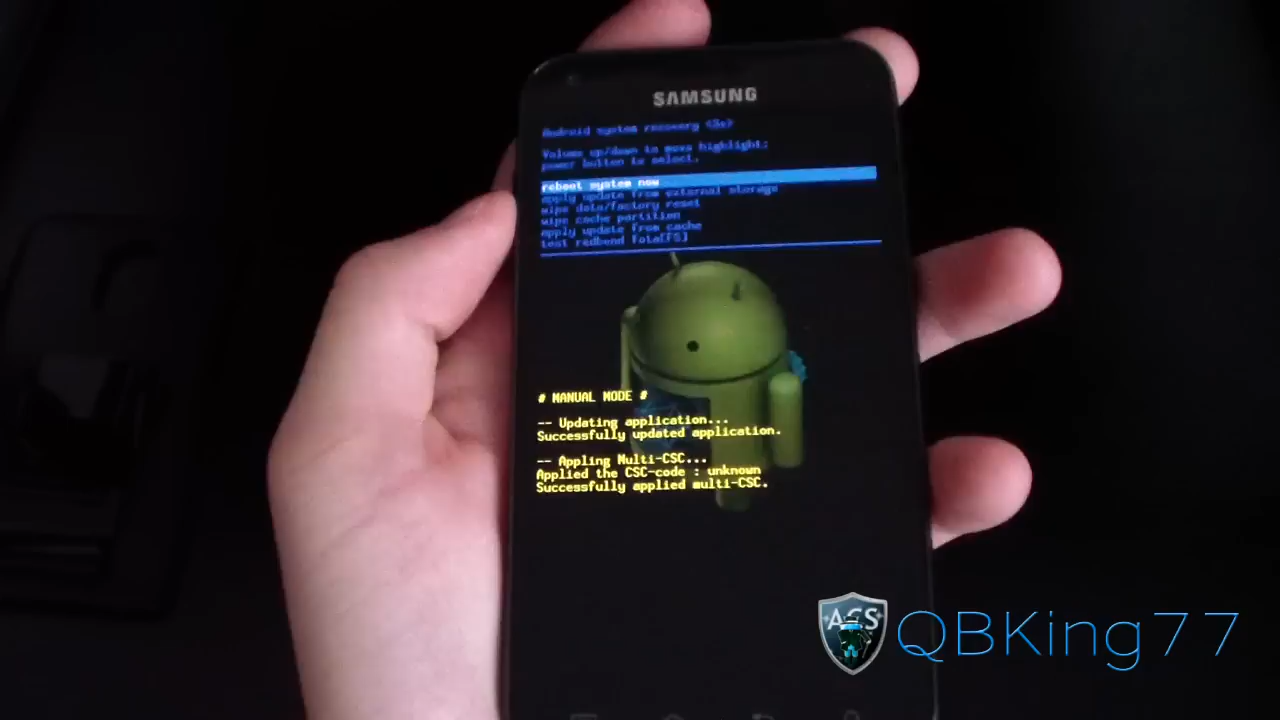 SAMSUNG
Android system recovery <3e>
Volume up/down to move highlight;
power button to select.
reboot system now
apply update from external storage
wipe data/factory reset
wipe cache partition
apply update from cache
test redbend fota[FS]
# MANUAL MODE #
-- Updating application...
Successfully updated application.
-- Appling Multi-CSC...
Applied the CSC-code : unknown
Successfully applied multi-CSC.
ACS
QBKing77